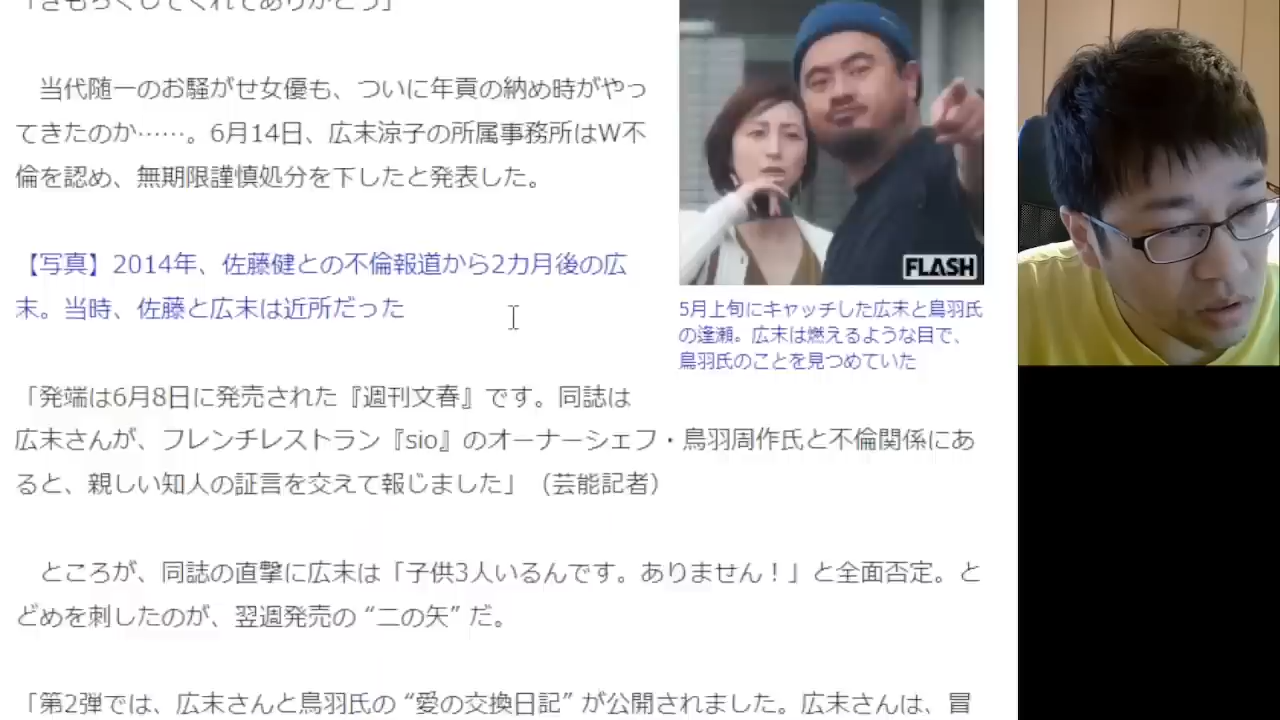 「きもちくしてくれてありがとう」
当代随一のお騒がせ女優も、ついに年貢の納め時がやっ
てきたのか……。6月14日、広末涼子の所属事務所はW不
倫を認め、無期限謹慎処分を下したと発表した。
【写真】2014年、佐藤健との不倫報道から2カ月後の広
末。当時、佐藤と広末は近所だった
FLASH
5月上旬にキャッチした広末と鳥羽氏
の逢瀬。広末は燃えるような目で、
鳥羽氏のことを見つめていた
「発端は6月8日に発売された『週刊文春』です。同誌は
広末さんが、フレンチレストラン『sio』のオーナーシェフ・鳥羽周作氏と不倫関係にあ
ると、親しい知人の証言を交えて報じました」（芸能記者）
ところが、同誌の直撃に広末は「子供3人いるんです。ありません！」と全面否定。と
どめを刺したのが、翌週発売の“二の矢”だ。
「第2弾では、広末さんと鳥羽氏の“愛の交換日記”が公開されました。広末さんは、冒